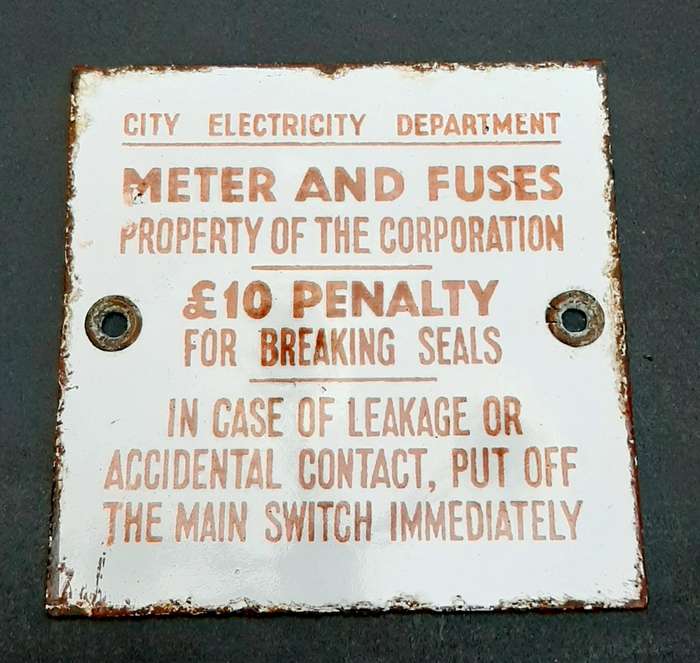 CITY ELECTRICITY DEPARTMENT
METER AND FUSES
PROPERTY OF THE CORPORATION
£10 PENALTY
FOR BREAKING SEALS
IN CASE OF LEAKAGE OR
ACCIDENTAL CONTACT, PUT OFF
THE MAIN SWITCH IMMEDIATELY